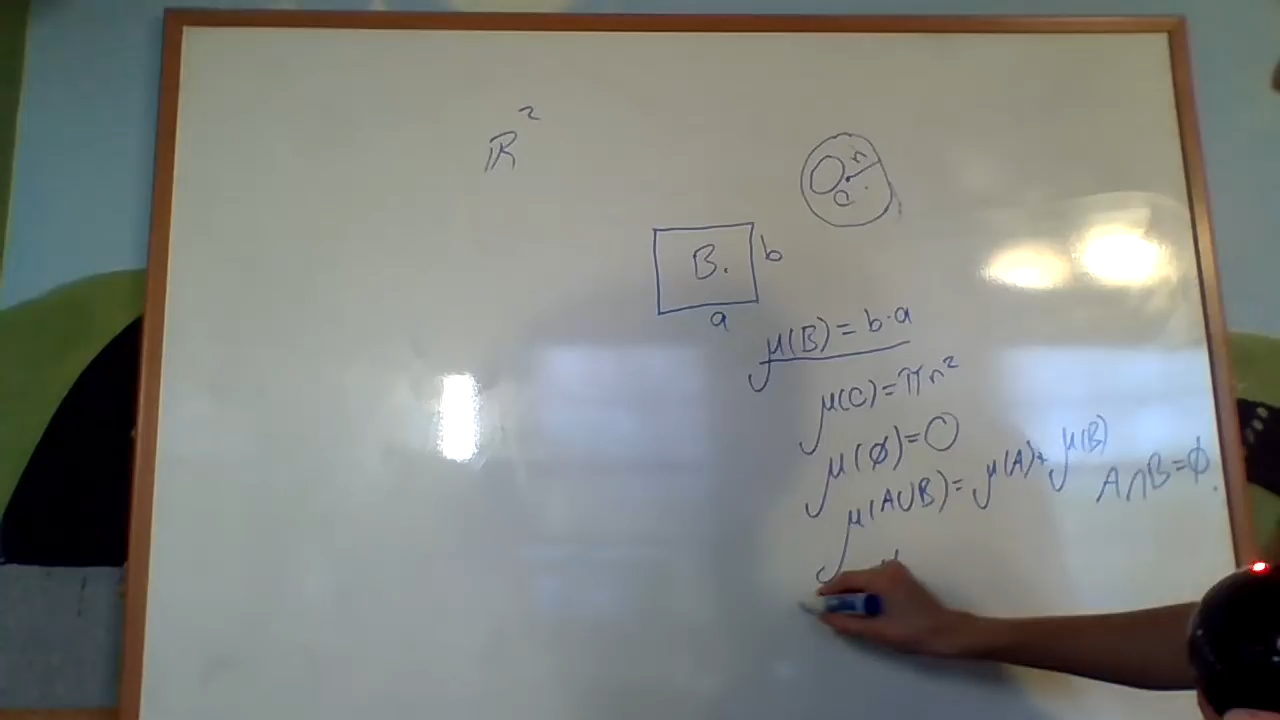 ℝ²
r
C
B.
b
a
μ(B) = b·a
μ(C) = πr²
μ(∅) = 0
μ(A∪B) = μ(A) + μ(B) A∩B = ∅.